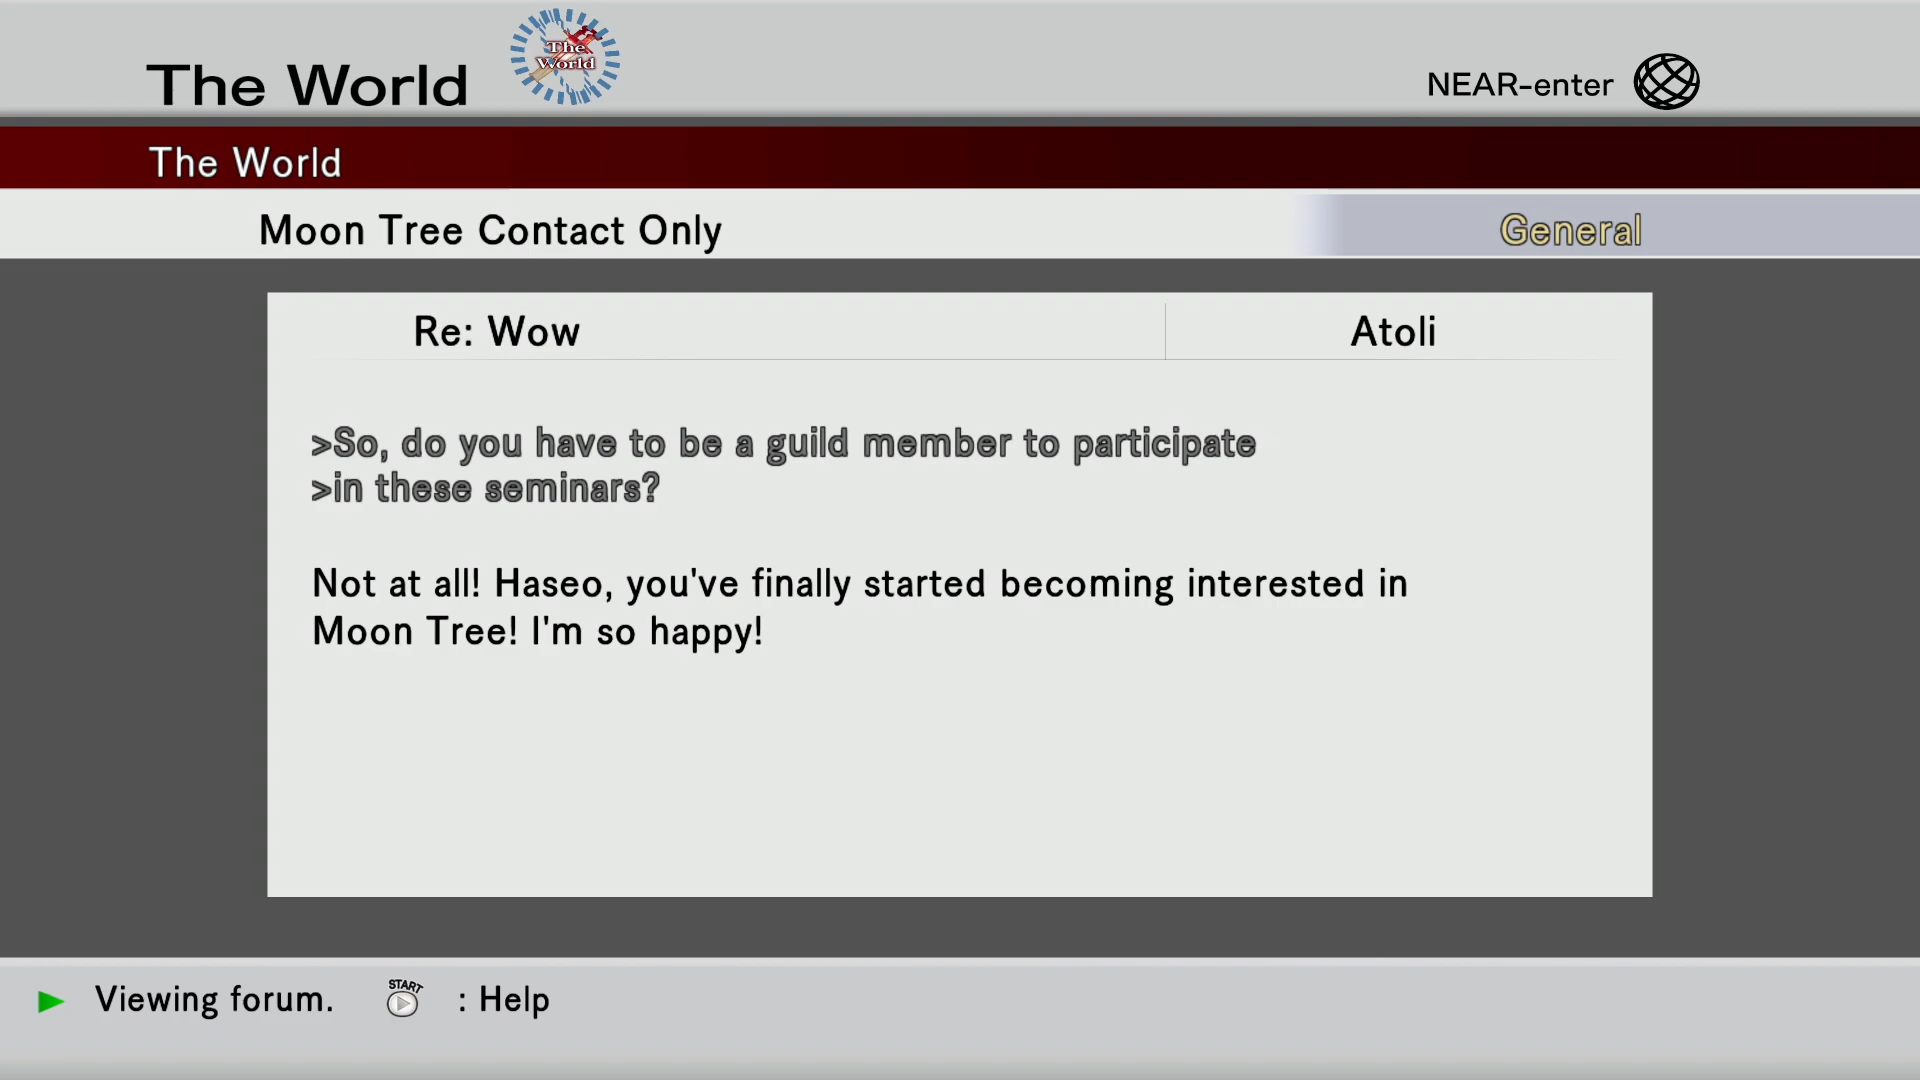 The World
The
World
NEAR-enter
The World
Moon Tree Contact Only
General
Re: Wow
Atoli
>So, do you have to be a guild member to participate
>in these seminars?
Not at all! Haseo, you've finally started becoming interested in
Moon Tree! I'm so happy!
Viewing forum.
START
: Help